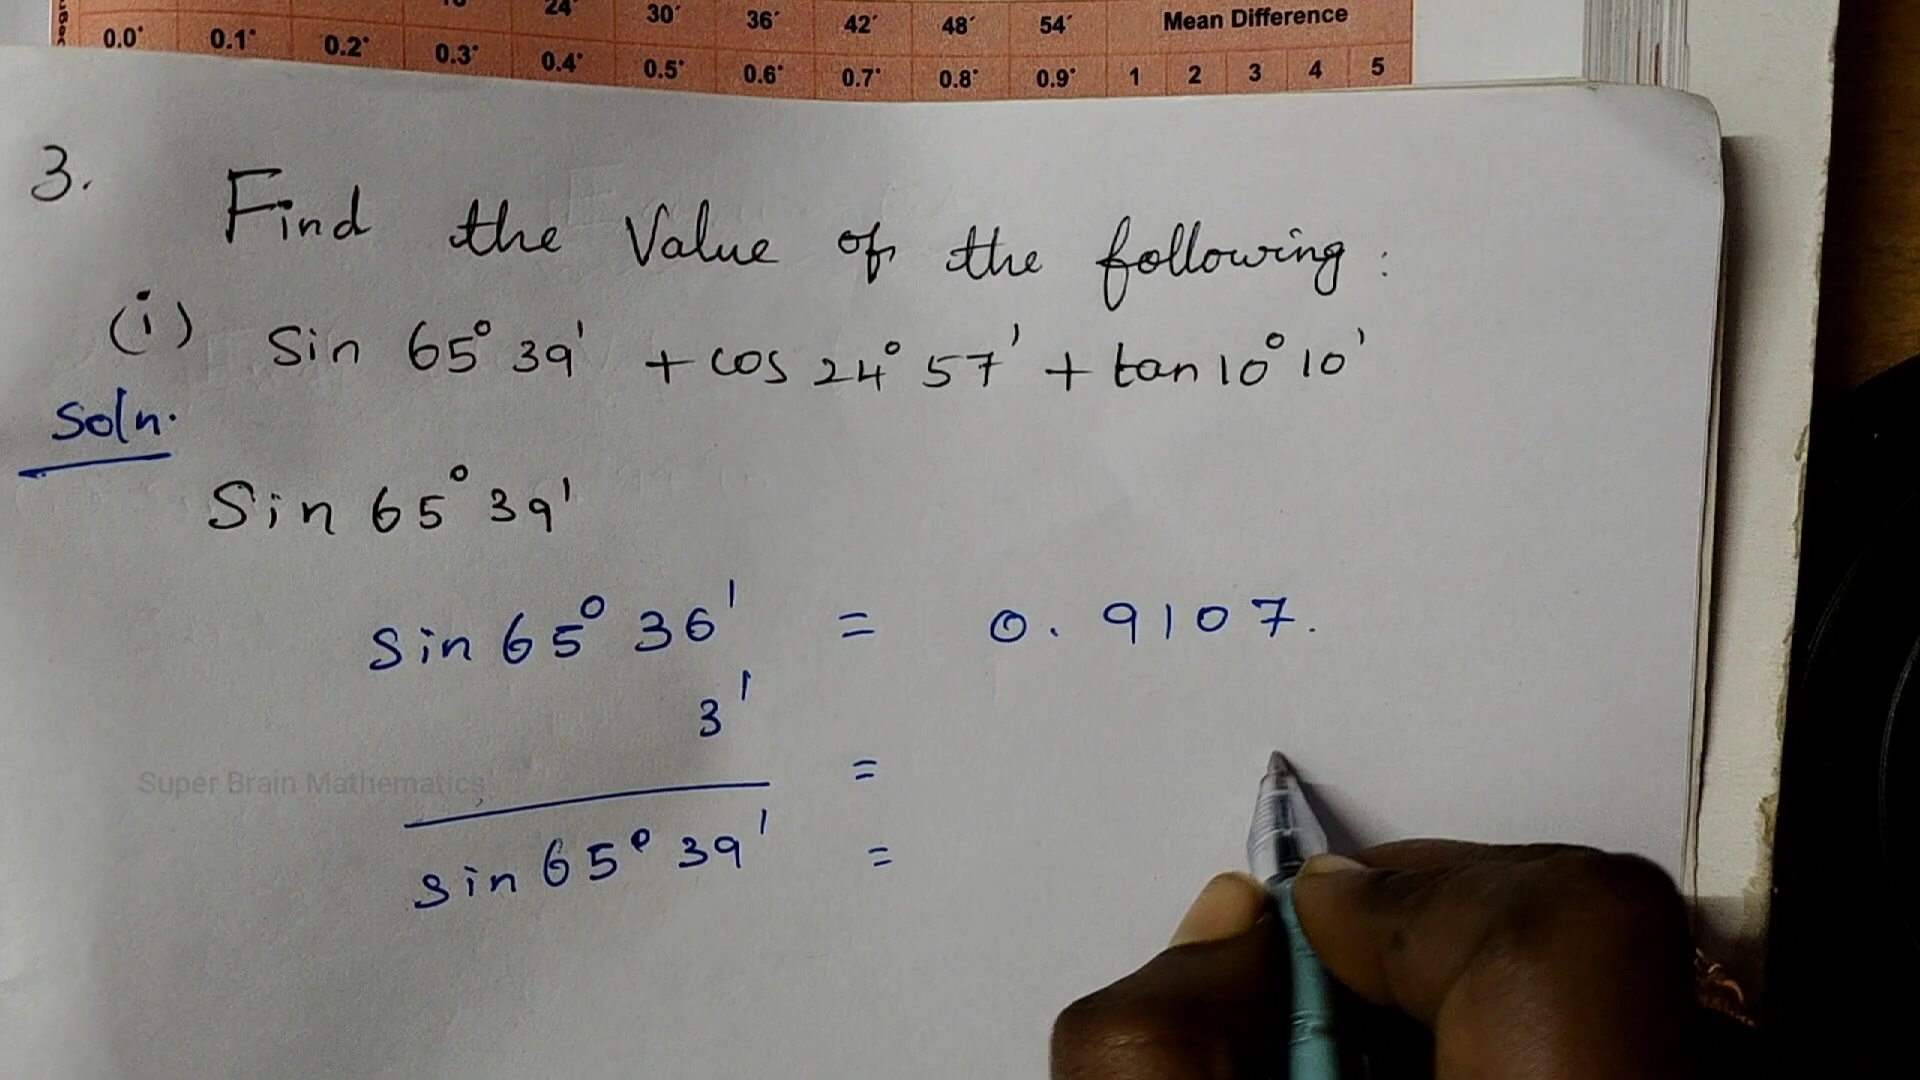 24′ 30′ 36′ 42′ 48′ 54′ Mean Difference
0.0° 0.1° 0.2° 0.3° 0.4° 0.5° 0.6° 0.7° 0.8° 0.9° 1 2 3 4 5
3. Find the Value of the following :
(i) Sin 65° 39' + cos 24° 57' + tan 10° 10'
Soln.
Sin 65° 39'
Sin 65° 36' = 0.9107.
3' =
Super Brain Mathematics
sin 65° 39' =